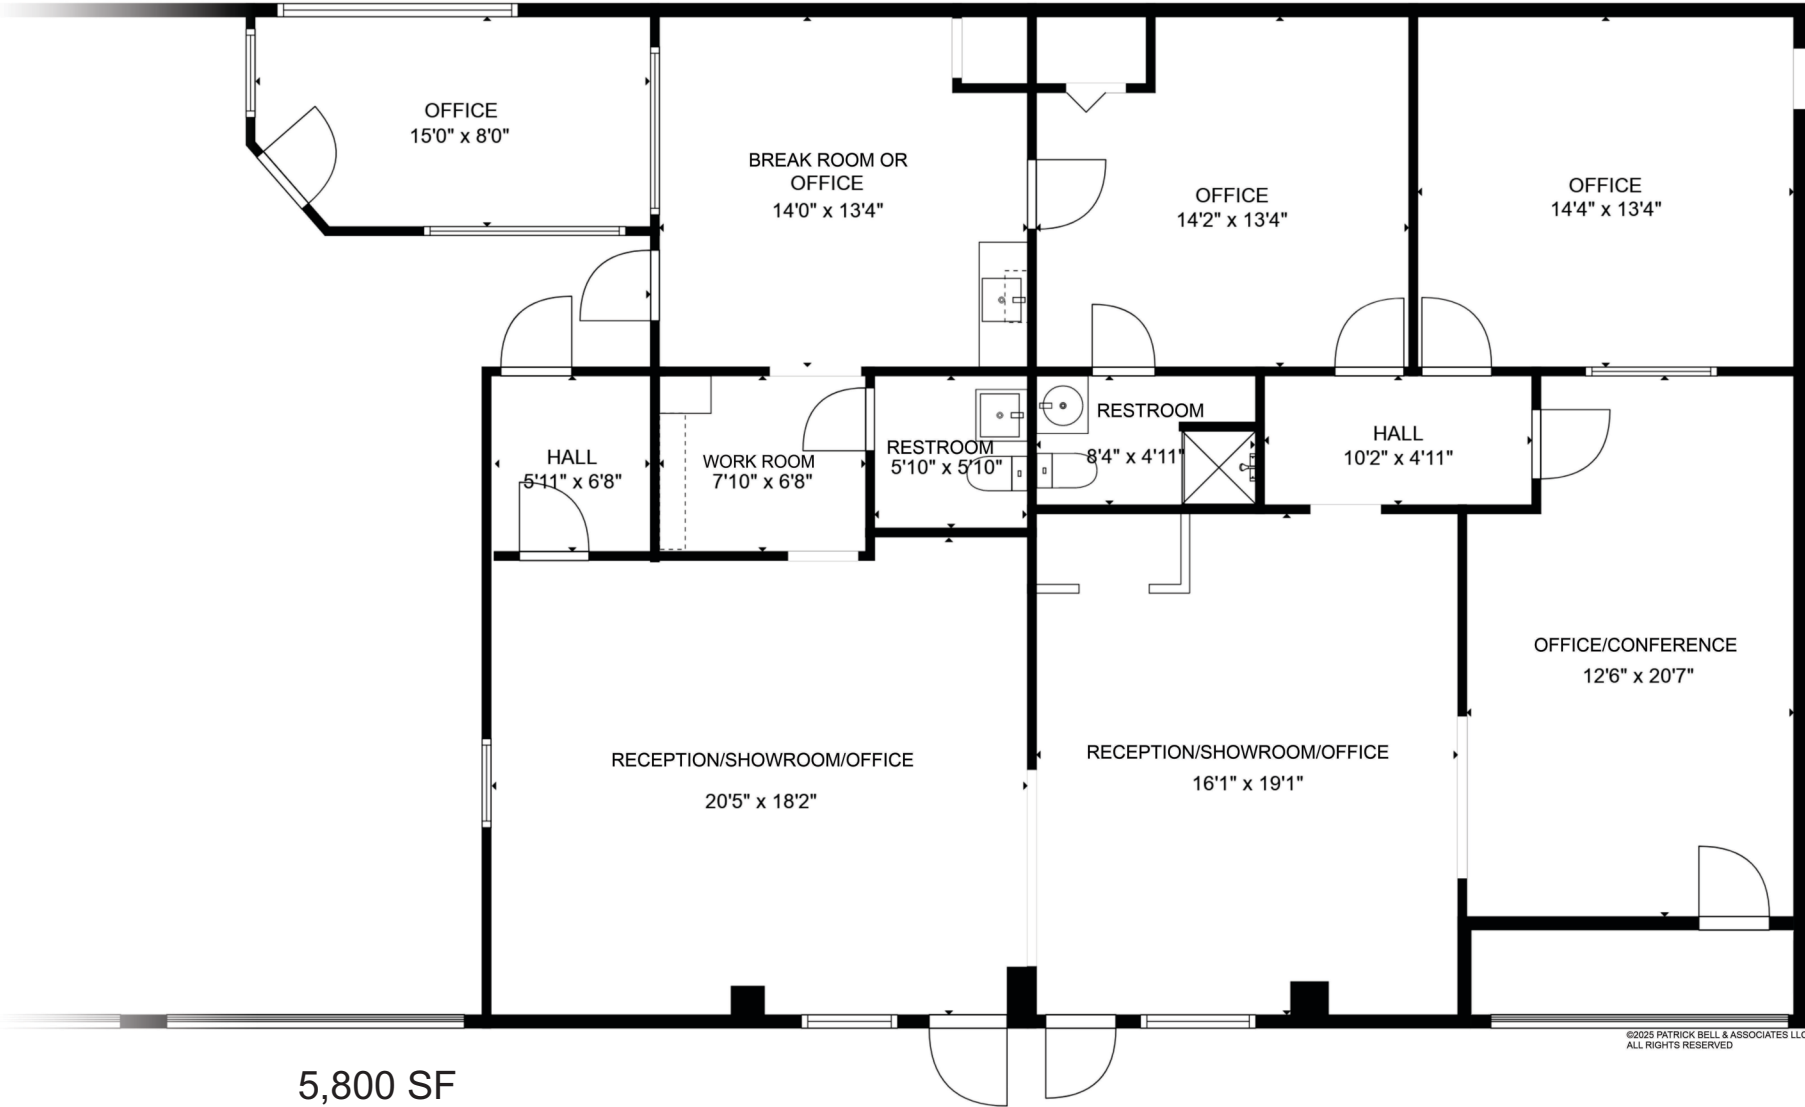 OFFICE
15'0" x 8'0"
BREAK ROOM OR
OFFICE
14'0" x 13'4"
OFFICE
14'2" x 13'4"
OFFICE
14'4" x 13'4"
HALL
5'11" x 6'8"
WORK ROOM
7'10" x 6'8"
RESTROOM
5'10" x 5'10"
RESTROOM
8'4" x 4'11"
HALL
10'2" x 4'11"
OFFICE/CONFERENCE
12'6" x 20'7"
RECEPTION/SHOWROOM/OFFICE
20'5" x 18'2"
RECEPTION/SHOWROOM/OFFICE
16'1" x 19'1"
©2025 PATRICK BELL & ASSOCIATES LLC
ALL RIGHTS RESERVED
5,800 SF